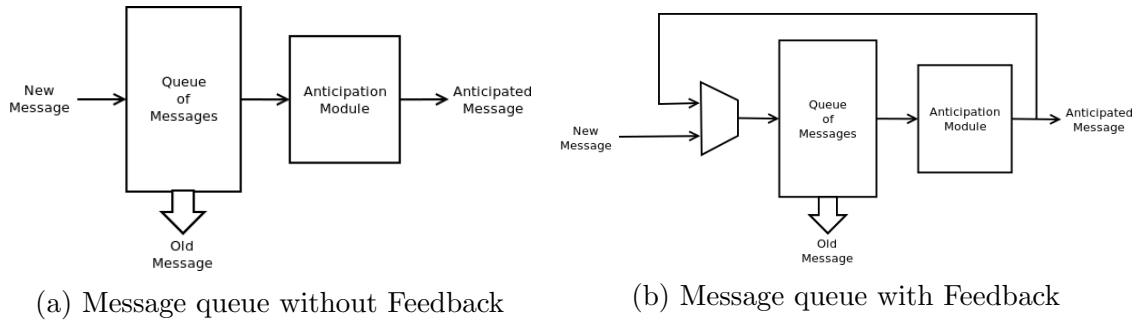 New
Message
Queue
of
Messages
Anticipation
Module
Anticipated
Message
Old
Message
(a) Message queue without Feedback
New
Message
Queue
of
Messages
Anticipation
Module
Anticipated
Message
Old
Message
(b) Message queue with Feedback